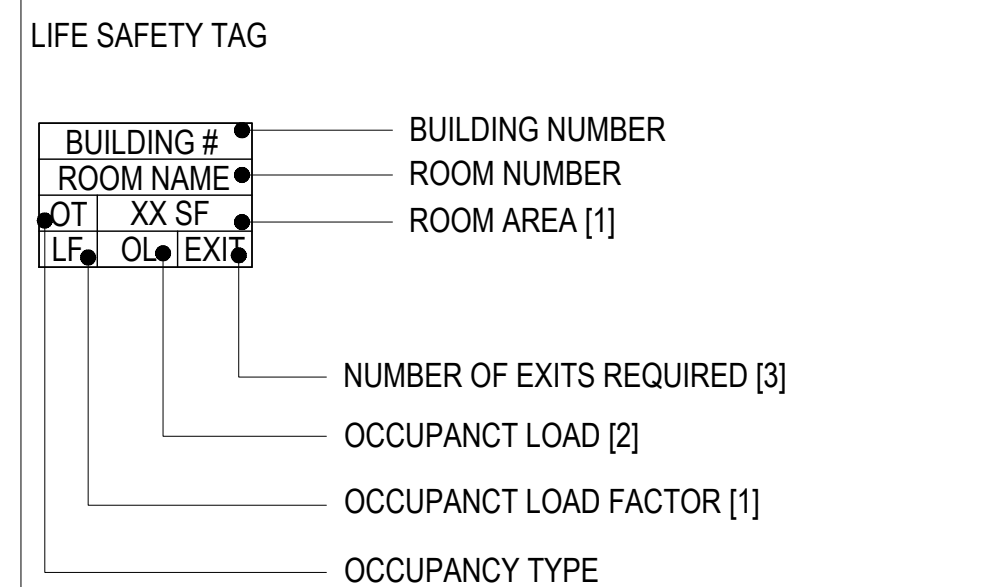 LIFE SAFETY TAG
BUILDING # BUILDING NUMBER
ROOM NAME ROOM NUMBER
OT XX SF ROOM AREA [1]
LF OL EXIT
NUMBER OF EXITS REQUIRED [3]
OCCUPANCT LOAD [2]
OCCUPANCT LOAD FACTOR [1]
OCCUPANCY TYPE